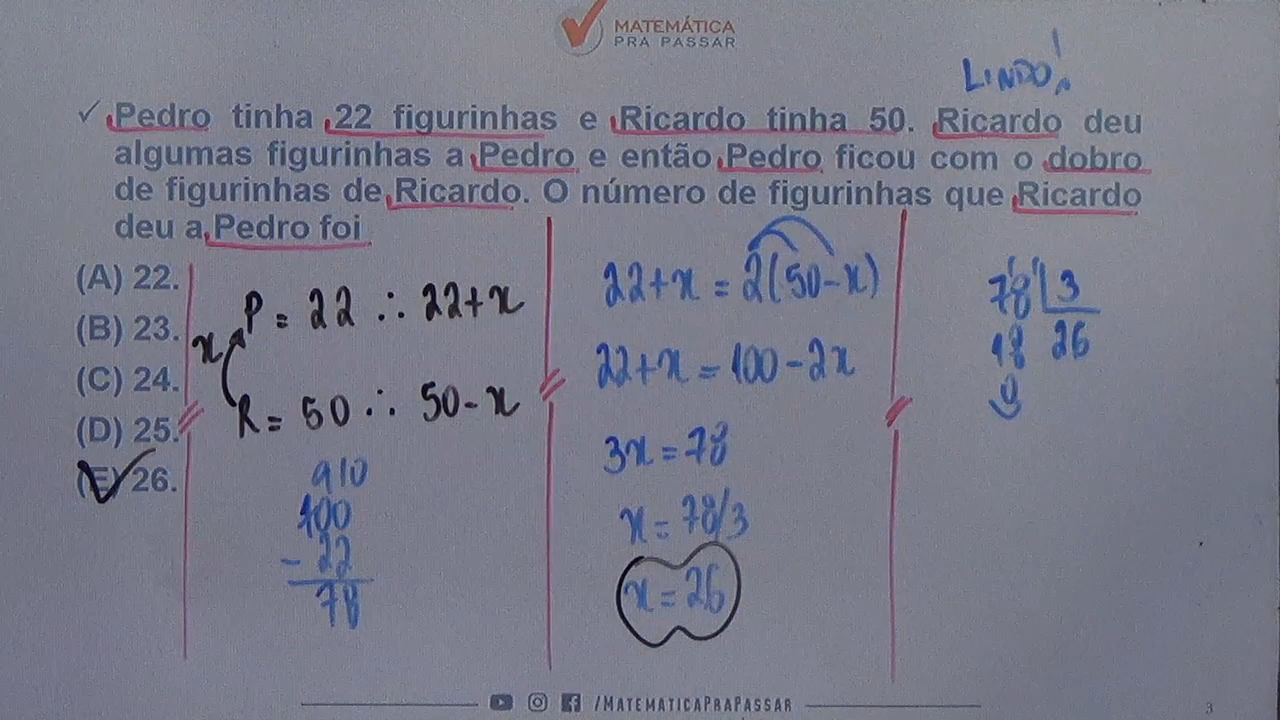 MATEMÁTICA
PRA PASSAR
LINDO!
✓ Pedro tinha 22 figurinhas e Ricardo tinha 50. Ricardo deu
algumas figurinhas a Pedro e então Pedro ficou com o dobro
de figurinhas de Ricardo. O número de figurinhas que Ricardo
deu a Pedro foi
(A) 22.
(B) 23.
(C) 24.
(D) 25.
(E) 26.
P = 22 ∴ 22+x
x
R = 50 ∴ 50-x
910
100
- 22
78
22+x = 2(50-x)
22+x = 100-2x
3x = 78
x = 78/3
x = 26
78 3
18 26
0
/MATEMATICAPRAPASSAR
3